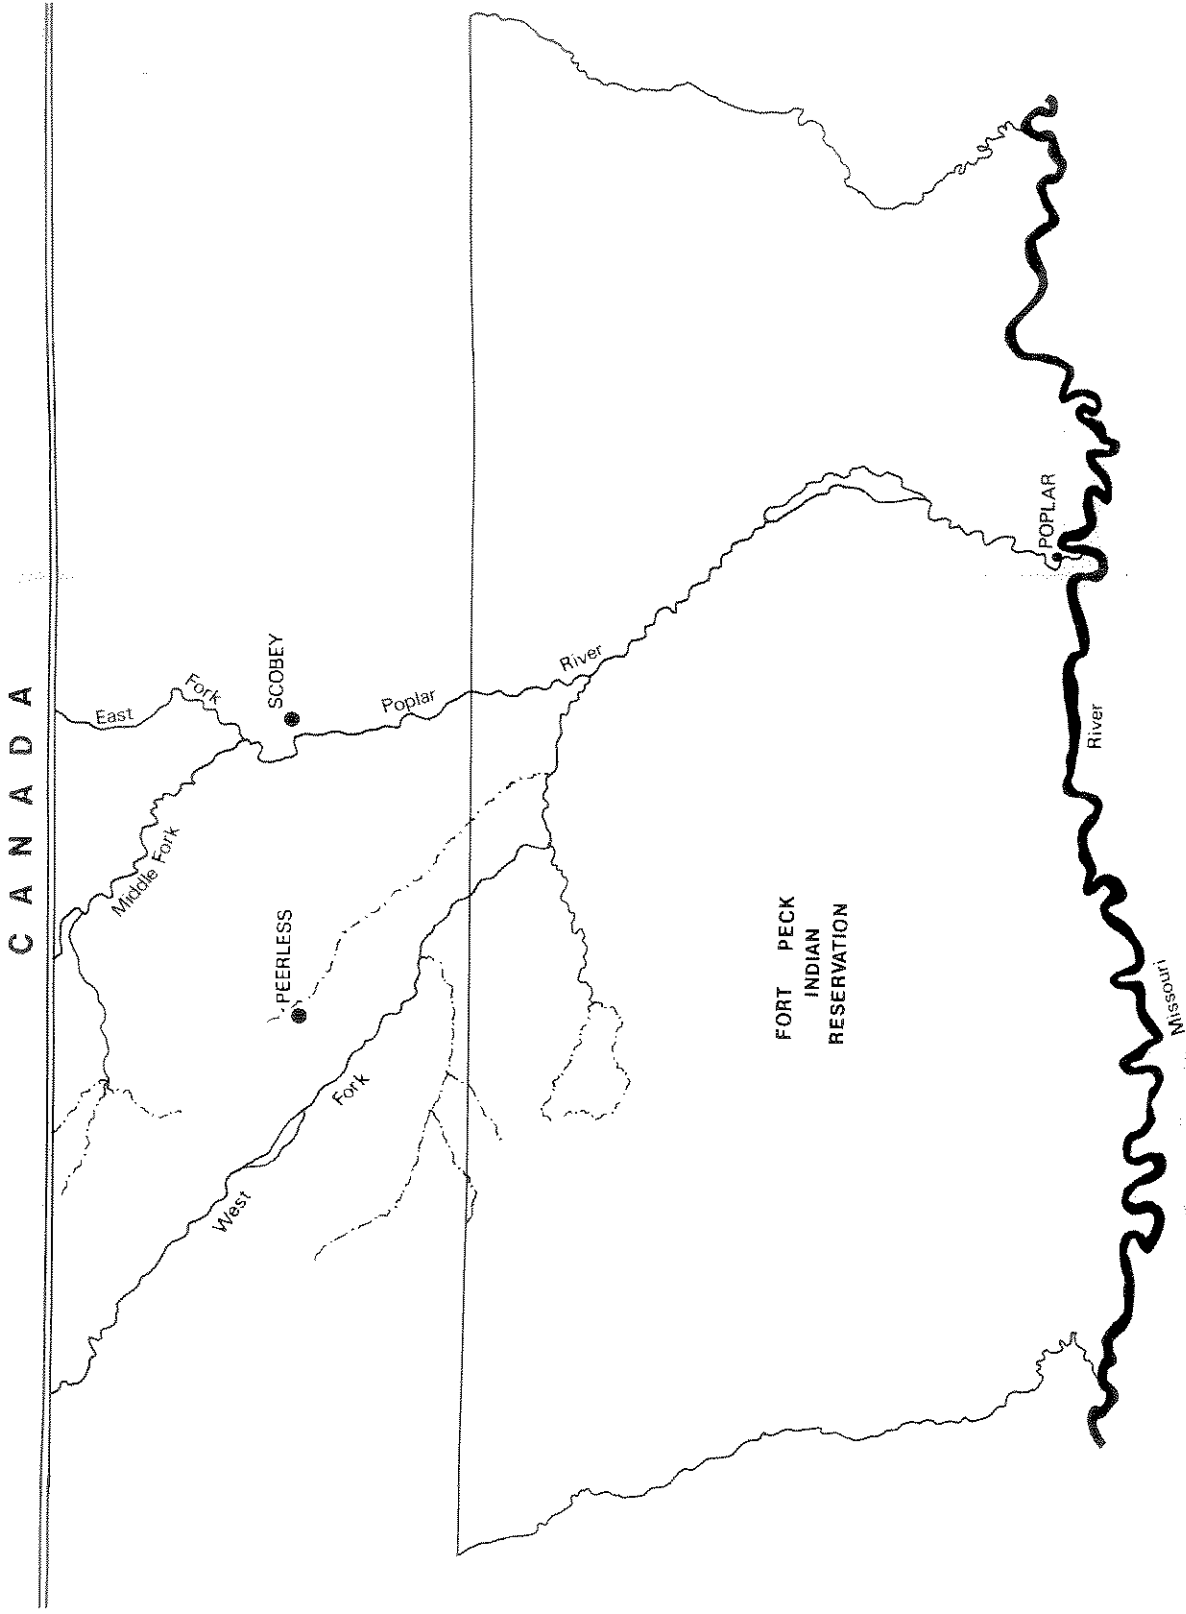 CANADA
East
Fork
Middle Fork
SCOBEY
PEERLESS
Poplar
River
West
Fork
FORT PECK
INDIAN
RESERVATION
POPLAR
River
Missouri